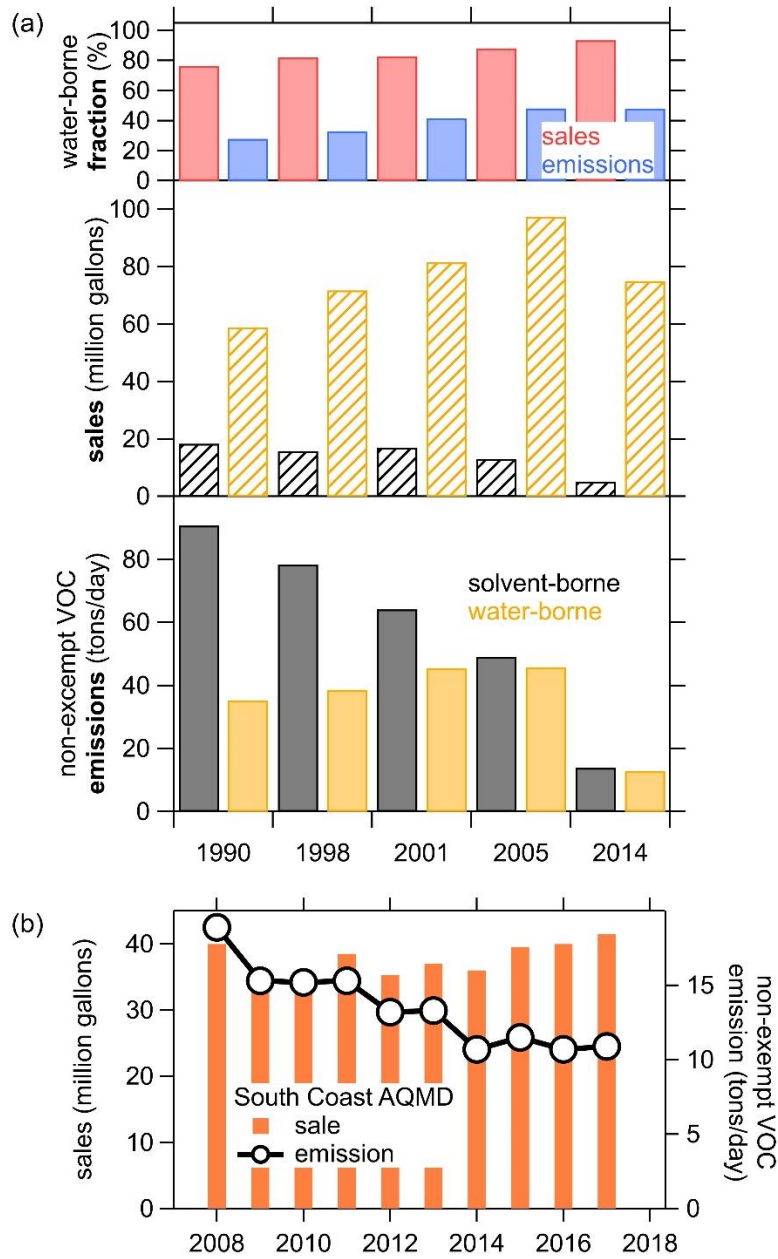 (a)
water-borne
fraction (%)
100
80
60
40
20
0
sales
emissions
sales (million gallons)
100
80
60
40
20
0
non-excempt VOC
emissions (tons/day)
80
60
40
20
0
solvent-borne
water-borne
1990 1998 2001 2005 2014
(b)
sales (million gallons)
40
30
20
10
0
South Coast AQMD
sale
emission
15
10
5
0
non-exempt VOC
emission (tons/day)
2008 2010 2012 2014 2016 2018